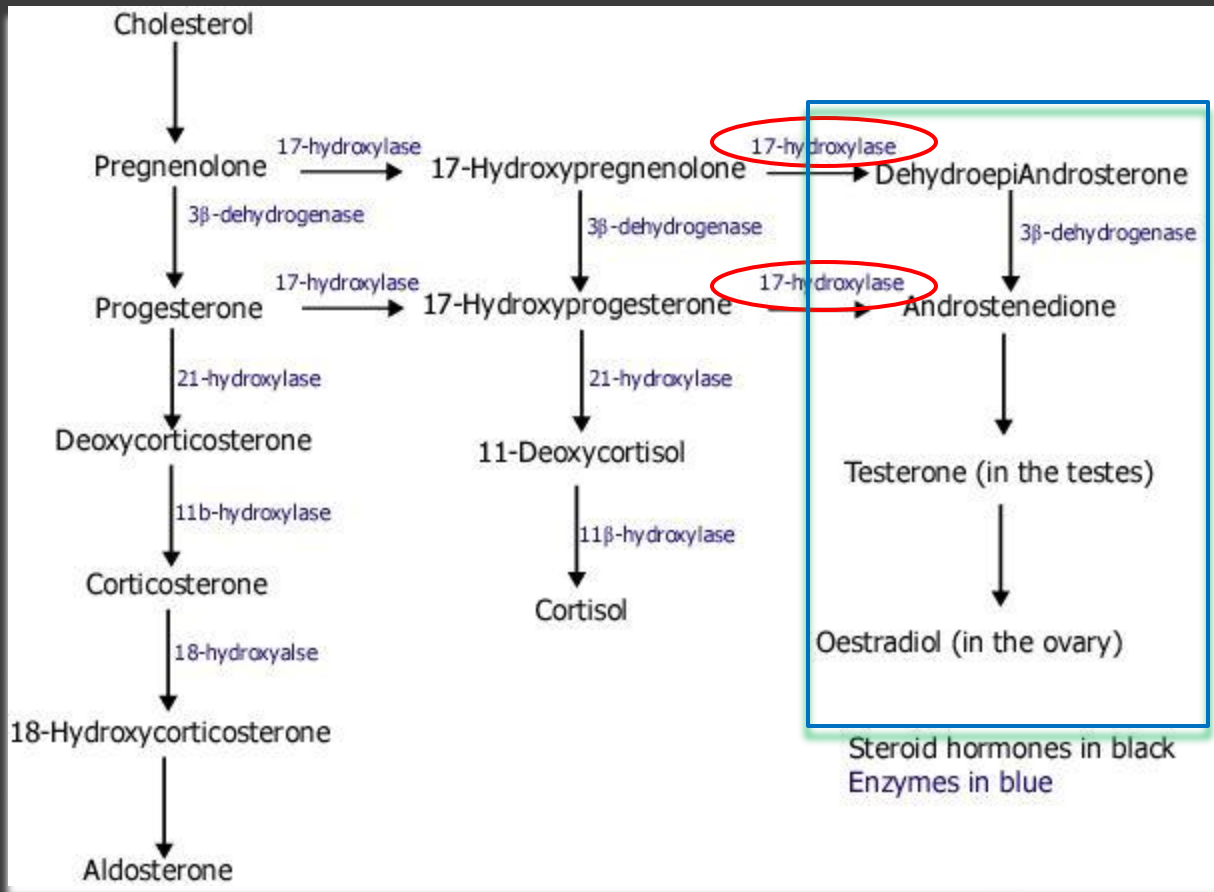 Cholesterol
17-hydroxylase
17-hydroxylase
Pregnenolone
17-Hydroxypregnenolone
DehydroepiAndrosterone
3β-dehydrogenase
3β-dehydrogenase
3β-dehydrogenase
17-hydroxylase
17-hydroxylase
Progesterone
17-Hydroxyprogesterone
Androstenedione
21-hydroxylase
21-hydroxylase
Deoxycorticosterone
11-Deoxycortisol
Testerone (in the testes)
11b-hydroxylase
11β-hydroxylase
Corticosterone
Cortisol
18-hydroxyalse
Oestradiol (in the ovary)
18-Hydroxycorticosterone
Steroid hormones in black
Enzymes in blue
Aldosterone